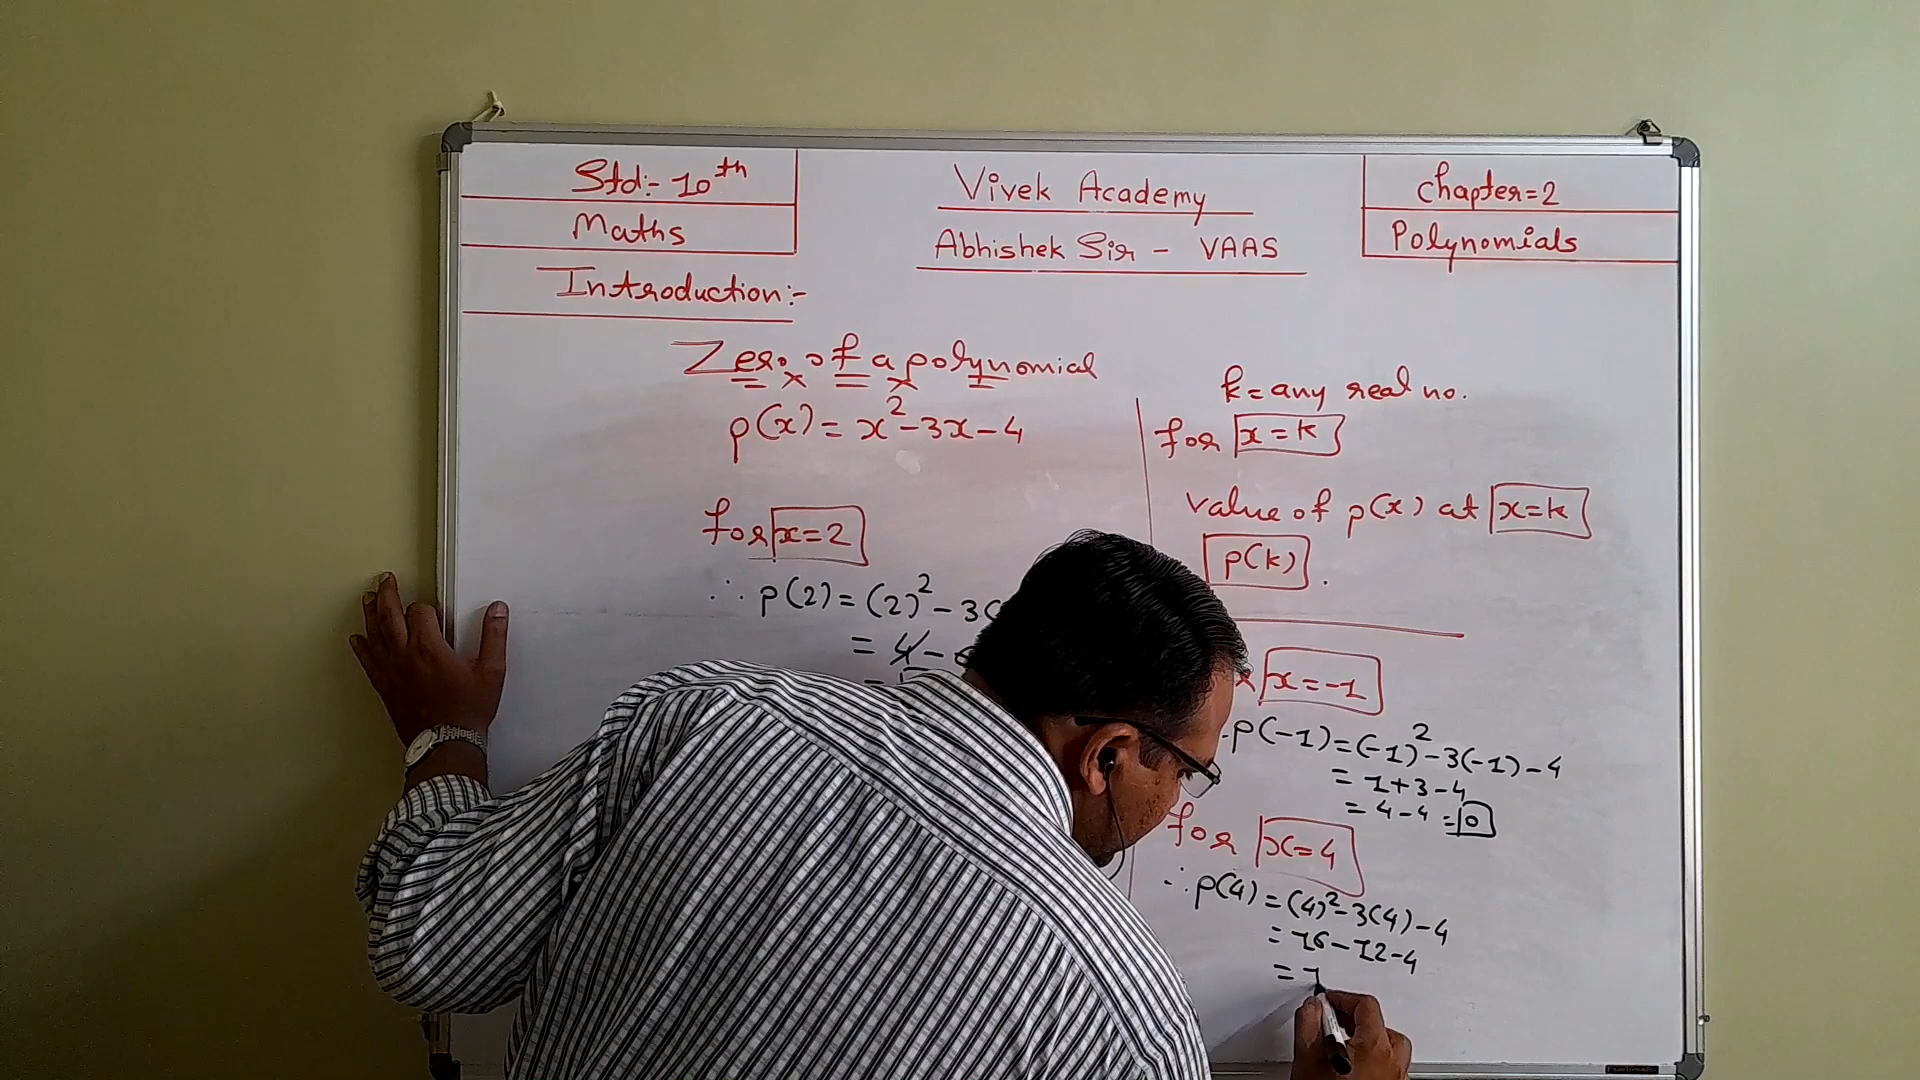 Std:- 10th
Maths
Vivek Academy
Abhishek Sir - VAAS
Chapter=2
Polynomials
Introduction:-
Zero of a polynomial
p(x) = x²-3x-4
for x=2
∴ p(2) = (2)² - 3(
= 4 -
=
k= any real no.
for x=k
value of p(x) at x=k
p(k).
x=-1
p(-1) = (-1)²-3(-1)-4
= 1+3-4
= 4-4 = 0
for x=4
∴ p(4) = (4)²-3(4)-4
= 16-12-4
=